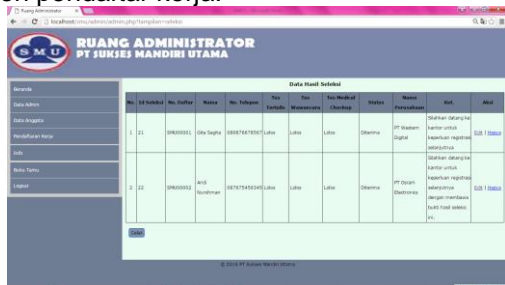 Ruang Administrator
localhost/smu/admin/admin.php?tampilan=seleksi
SMU
RUANG ADMINISTRATOR
PT SUKSES MANDIRI UTAMA
Beranda
Data Admin
Data Anggota
Pendaftaran Kerja
Info
Buku Tamu
Logout
Data Hasil Seleksi
No. Id Seleksi No. Daftar Nama No. Telepon Tes Tertulis Tes Wawancara Tes Medical Checkup Status Nama Perusahaan Ket. Aksi
1 21 SMU00001 Gita Sagita Lulus Lulus Lulus Diterima PT Western Digital Silahkan datang ke kantor untuk keperluan registrasi selanjutnya Edit | Hapus
2 22 SMU00002 Andi Nurohman Lulus Lulus Lulus Diterima PT Osram Electronics Silahkan datang ke kantor untuk keperluan registrasi selanjutnya dengan membawa bukti hasil seleksi ini. Edit | Hapus
Cetak
© 2016 PT Sukses Mandiri Utama